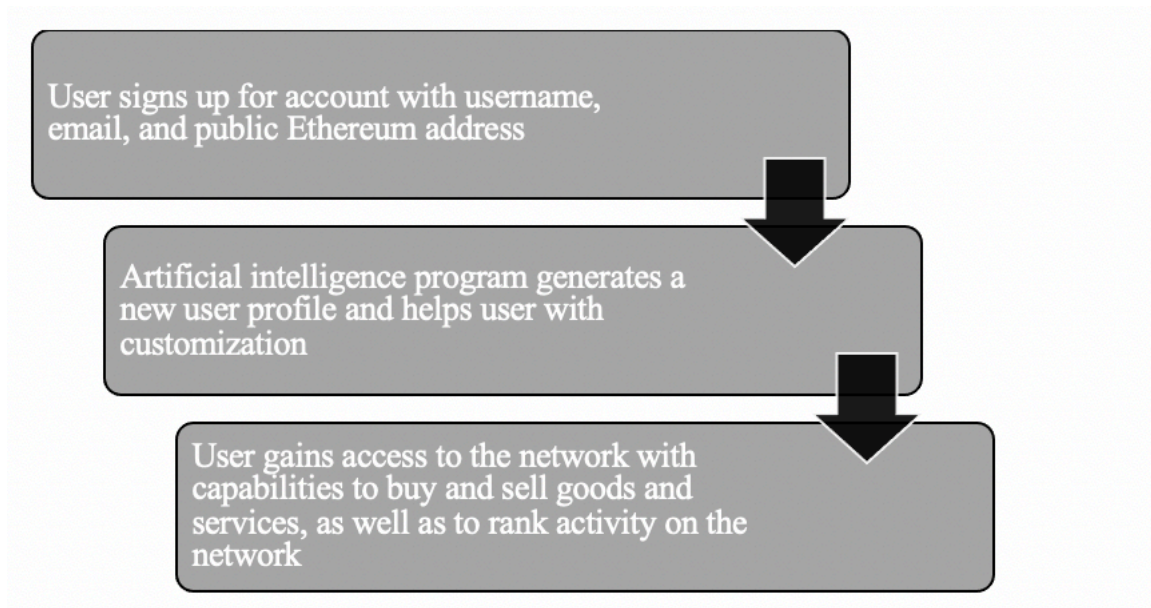 User signs up for account with username,
email, and public Ethereum address
Artificial intelligence program generates a
new user profile and helps user with
customization
User gains access to the network with
capabilities to buy and sell goods and
services, as well as to rank activity on the
network